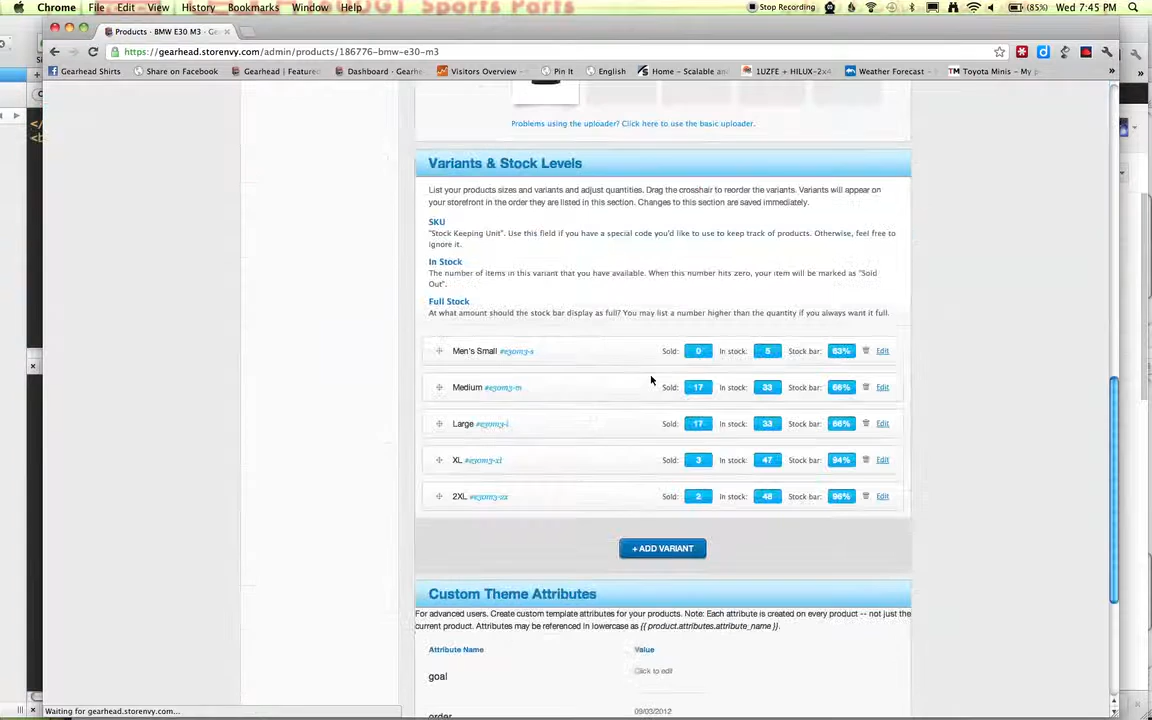 OGT Sports Parts
Chrome File Edit View History Bookmarks Window Help Stop Recording (85%) Wed 7:45 PM
Products · BMW E30 M3 · Ge
https://gearhead.storenvy.com/admin/products/186776-bmw-e30-m3
Gearhead Shirts Share on Facebook Gearhead | Feature Dashboard · Gearhe Visitors Overview – Pin It English Home – Scalable an 1UZFE + HILUX-2x4 Weather Forecast – Toyota Minis – My p »
Problems using the uploader? Click here to use the basic uploader.
Variants & Stock Levels
List your products sizes and variants and adjust quantities. Drag the crosshair to reorder the variants. Variants will appear on
your storefront in the order they are listed in this section. Changes to this section are saved immediately.
SKU
"Stock Keeping Unit". Use this field if you have a special code you'd like to use to keep track of products. Otherwise, feel free to
ignore it.
In Stock
The number of items in this variant that you have available. When this number hits zero, your item will be marked as "Sold
Out".
Full Stock
At what amount should the stock bar display as full? You may list a number higher than the quantity if you always want it full.
Men's Small #e30m3-s Sold: 0 In stock: 5 Stock bar: 63% Edit
Medium #e30m3-m Sold: 17 In stock: 33 Stock bar: 66% Edit
Large #e30m3-l Sold: 17 In stock: 33 Stock bar: 66% Edit
XL #e30m3-xl Sold: 3 In stock: 47 Stock bar: 94% Edit
2XL #e30m3-2x Sold: 2 In stock: 48 Stock bar: 96% Edit
+ ADD VARIANT
Custom Theme Attributes
For advanced users. Create custom template attributes for your products. Note: Each attribute is created on every product -- not just the
current product. Attributes may be referenced in lowercase as {{ product.attributes.attribute_name }}.
Attribute Name Value
goal Click to edit
order 09/03/2012
Waiting for gearhead.storenvy.com...